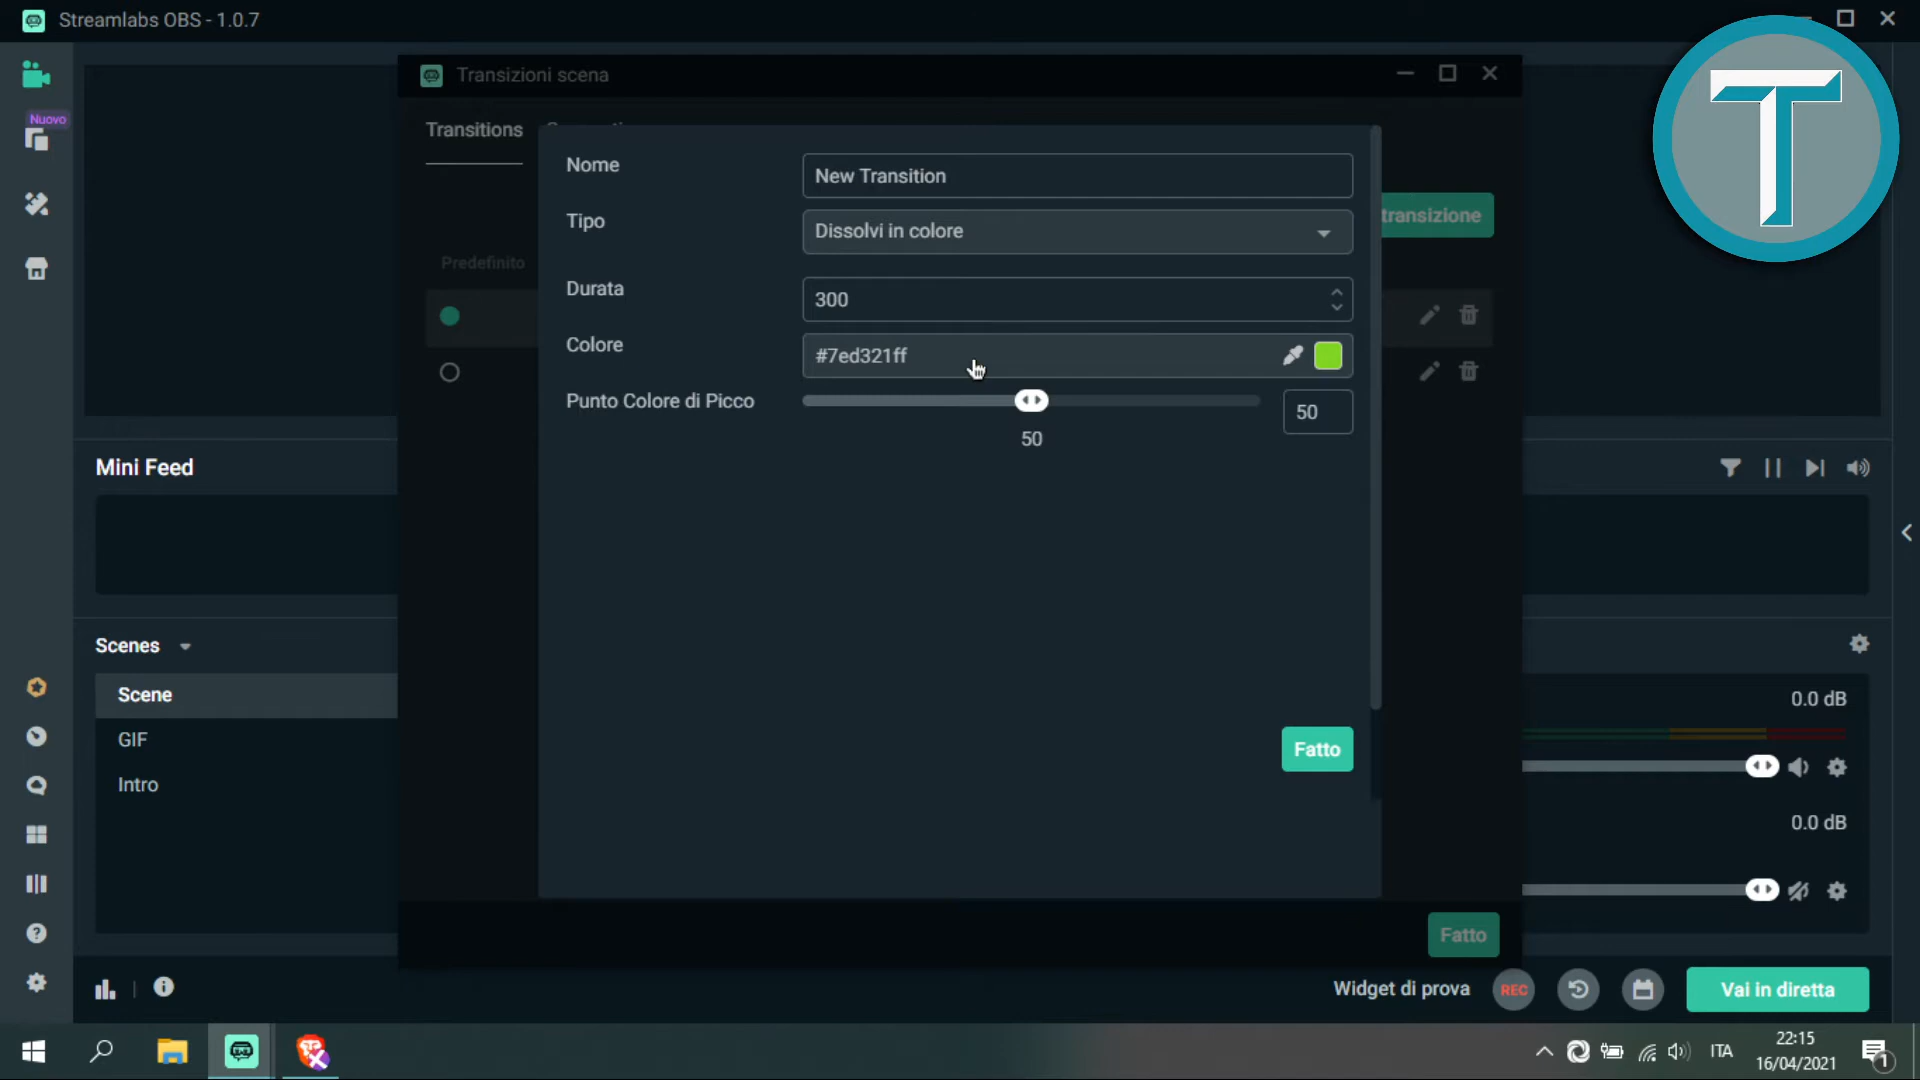 Streamlabs OBS - 1.0.7
Transizioni scena
Nuovo
Transitions
Nome
New Transition
Tipo
Dissolvi in colore
transizione
Predefinito
Durata
300
Colore
#7ed321ff
Punto Colore di Picco
50
50
Mini Feed
Scenes
Scene
GIF
Intro
0.0 dB
Fatto
0.0 dB
Fatto
Widget di prova
REC
Vai in diretta
ITA
22:15
16/04/2021
1
T